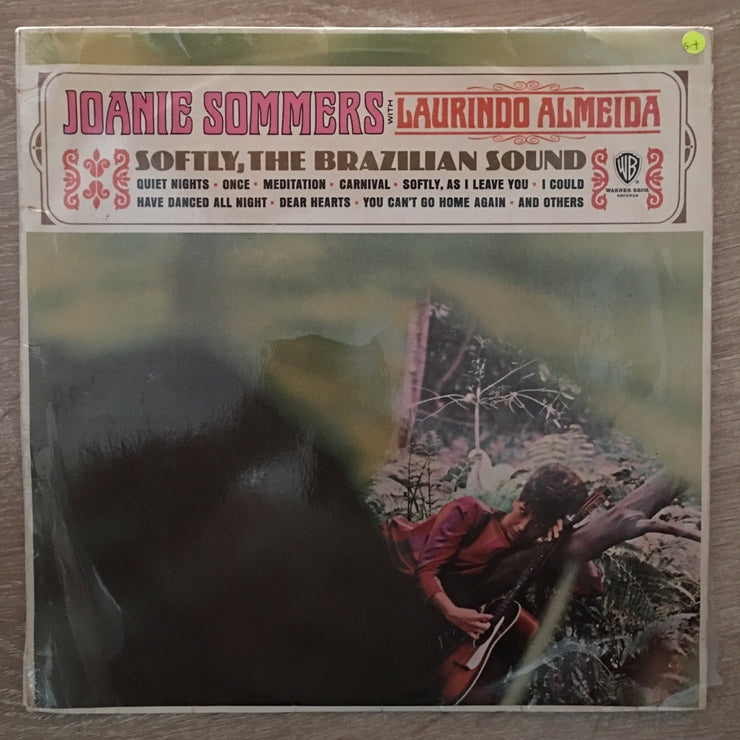 JOANIE SOMMERS WITH LAURINDO ALMEIDA
SOFTLY, THE BRAZILIAN SOUND
QUIET NIGHTS • ONCE • MEDITATION • CARNIVAL • SOFTLY, AS I LEAVE YOU • I COULD
HAVE DANCED ALL NIGHT • DEAR HEARTS • YOU CAN'T GO HOME AGAIN • AND OTHERS
WB
WARNER BROS
RECORDS